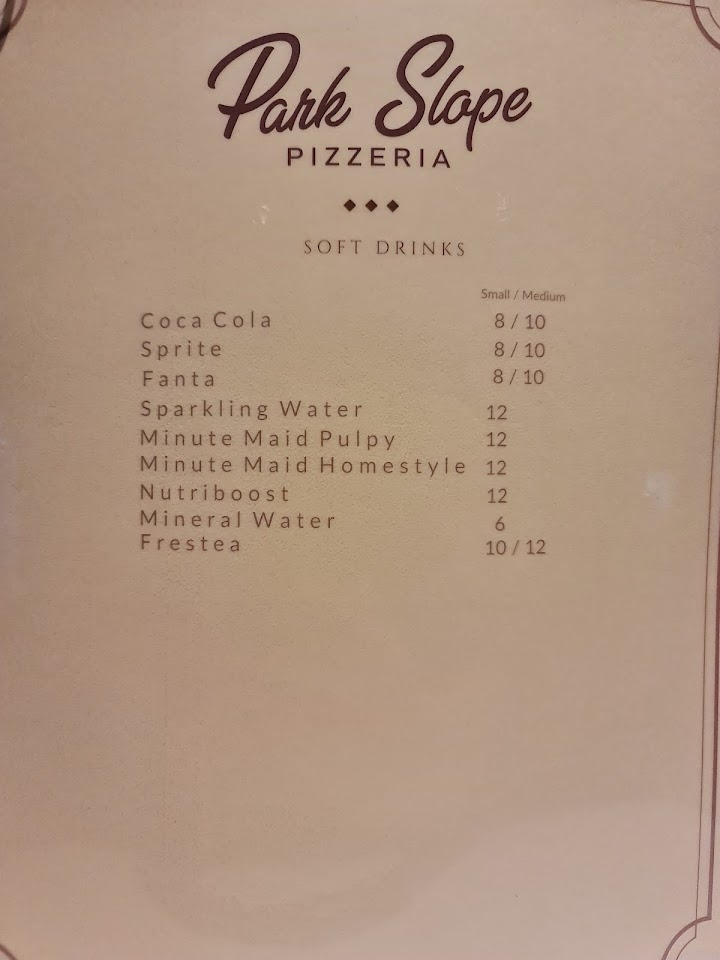 Park Slope
PIZZERIA
SOFT DRINKS
Small / Medium
Coca Cola 8 / 10
Sprite 8 / 10
Fanta 8 / 10
Sparkling Water 12
Minute Maid Pulpy 12
Minute Maid Homestyle 12
Nutriboost 12
Mineral Water 6
Frestea 10 / 12